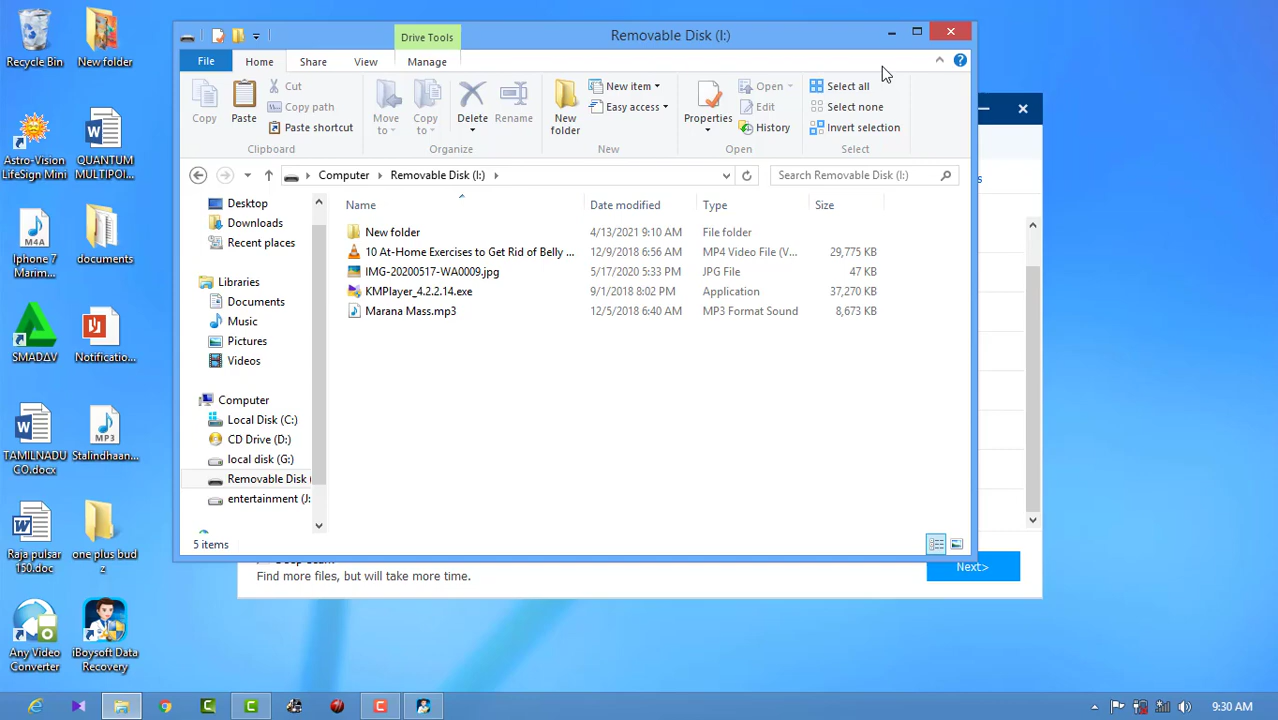 Recycle Bin
New folder
Astro-Vision LifeSign Mini
QUANTUM MULTIPOI...
Iphone 7 Marim...
documents
SMADΔV
Notificatio...
TAMILNADU CO.docx
Stalindhaan...
Raja pulsar 150.doc
one plus bud z
Any Video Converter
iBoysoft Data Recovery
Drive Tools
Removable Disk (I:)
File
Home
Share
View
Manage
Copy
Paste
Cut
Copy path
Paste shortcut
Clipboard
Move to
Copy to
Delete
Rename
Organize
New folder
New item
Easy access
New
Properties
Open
Edit
History
Open
Select all
Select none
Invert selection
Select
Computer
Removable Disk (I:)
Search Removable Disk (I:)
Desktop
Downloads
Recent places
Libraries
Documents
Music
Pictures
Videos
Computer
Local Disk (C:)
CD Drive (D:)
local disk (G:)
Removable Disk (
entertainment (J:
Name Date modified Type Size
New folder 4/13/2021 9:10 AM File folder
10 At-Home Exercises to Get Rid of Belly ... 12/9/2018 6:56 AM MP4 Video File (V... 29,775 KB
IMG-20200517-WA0009.jpg 5/17/2020 5:33 PM JPG File 47 KB
KMPlayer_4.2.2.14.exe 9/1/2018 8:02 PM Application 37,270 KB
Marana Mass.mp3 12/5/2018 6:40 AM MP3 Format Sound 8,673 KB
5 items
Find more files, but will take more time.
Next>
9:30 AM